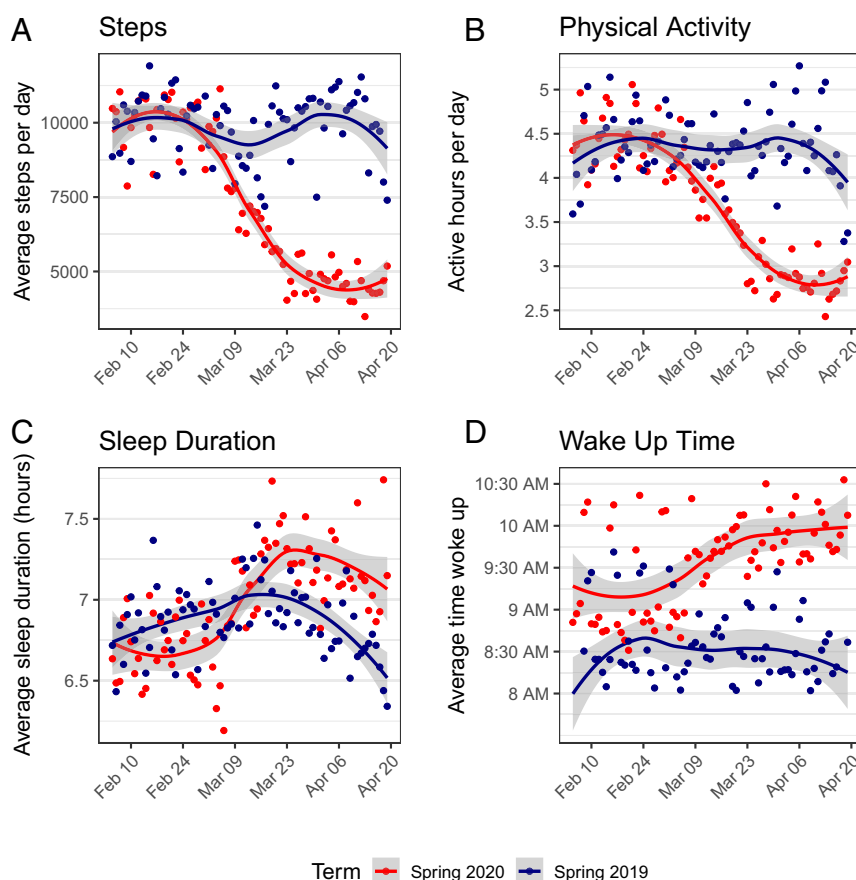 A Steps
Average steps per day
10000
7500
5000
Feb 10 Feb 24 Mar 09 Mar 23 Apr 06 Apr 20
B Physical Activity
Active hours per day
5
4.5
4
3.5
3
2.5
Feb 10 Feb 24 Mar 09 Mar 23 Apr 06 Apr 20
C Sleep Duration
Average sleep duration (hours)
7.5
7
6.5
Feb 10 Feb 24 Mar 09 Mar 23 Apr 06 Apr 20
D Wake Up Time
Average time woke up
10:30 AM
10 AM
9:30 AM
9 AM
8:30 AM
8 AM
Feb 10 Feb 24 Mar 09 Mar 23 Apr 06 Apr 20
Term Spring 2020 Spring 2019